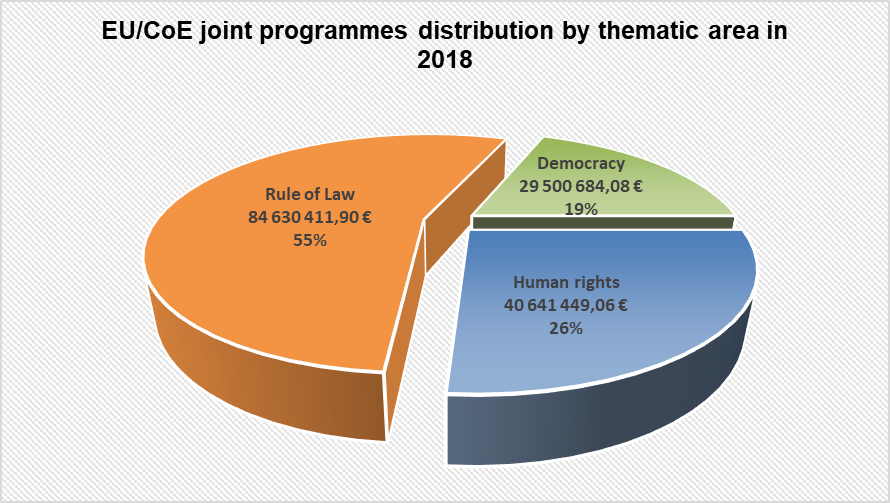 EU/CoE joint programmes distribution by thematic area in
2018
Democracy
29 500 684,08 €
19%
Rule of Law
84 630 411,90 €
55%
Human rights
40 641 449,06 €
26%